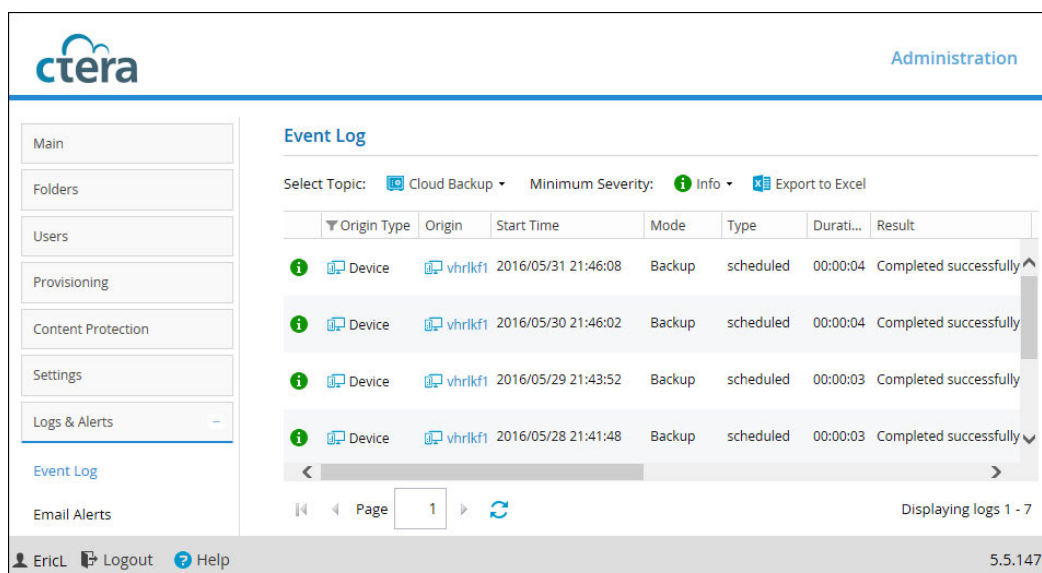 ctera
Administration
Main
Folders
Users
Provisioning
Content Protection
Settings
Logs & Alerts
Event Log
Email Alerts
Event Log
Select Topic: Cloud Backup Minimum Severity: Info Export to Excel
Origin Type Origin Start Time Mode Type Durati... Result
Device vhrlkf1 2016/05/31 21:46:08 Backup scheduled 00:00:04 Completed successfully
Device vhrlkf1 2016/05/30 21:46:02 Backup scheduled 00:00:04 Completed successfully
Device vhrlkf1 2016/05/29 21:43:52 Backup scheduled 00:00:03 Completed successfully
Device vhrlkf1 2016/05/28 21:41:48 Backup scheduled 00:00:03 Completed successfully
Page 1 Displaying logs 1 - 7
EricL Logout Help 5.5.147